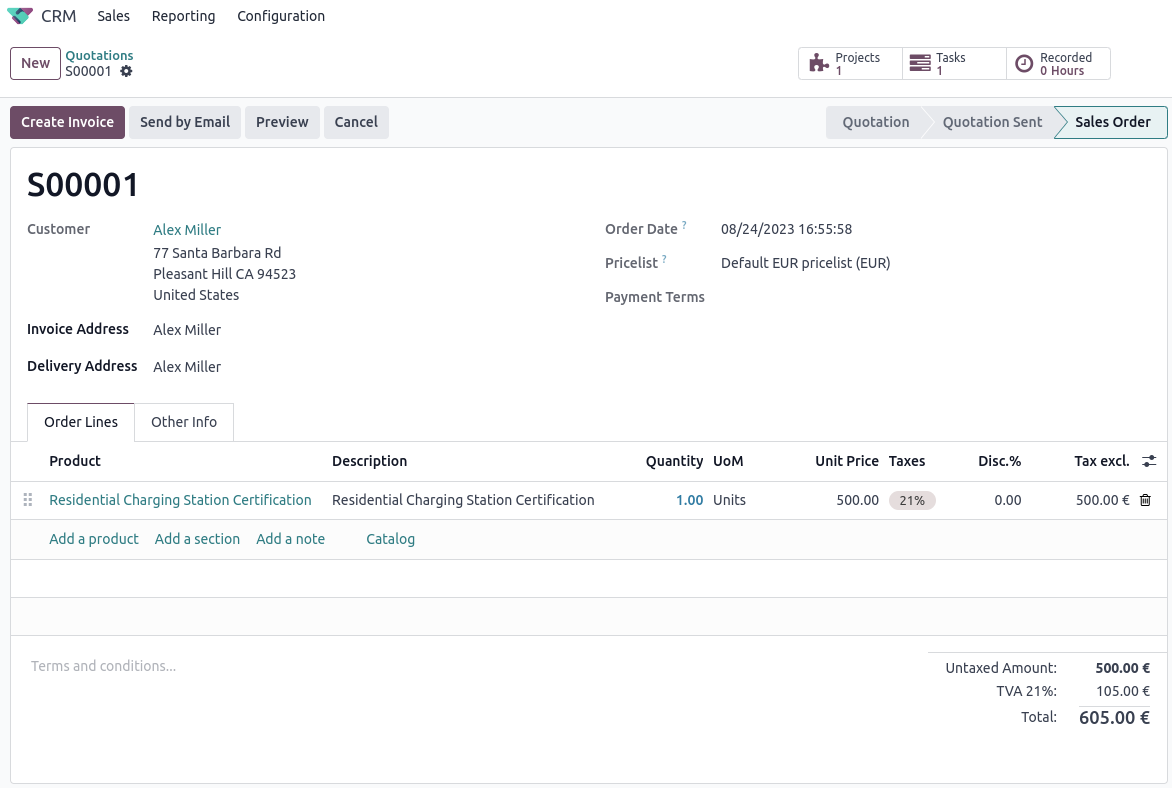 CRM Sales Reporting Configuration
New Quotations
S00001
Projects
1
Tasks
1
Recorded
0 Hours
Create Invoice Send by Email Preview Cancel Quotation Quotation Sent Sales Order
S00001
Customer Alex Miller
77 Santa Barbara Rd
Pleasant Hill CA 94523
United States
Invoice Address Alex Miller
Delivery Address Alex Miller
Order Date ? 08/24/2023 16:55:58
Pricelist ? Default EUR pricelist (EUR)
Payment Terms
Order Lines Other Info
Product Description Quantity UoM Unit Price Taxes Disc.% Tax excl.
Residential Charging Station Certification Residential Charging Station Certification 1.00 Units 500.00 21% 0.00 500.00 €
Add a product Add a section Add a note Catalog
Terms and conditions...
Untaxed Amount: 500.00 €
TVA 21%: 105.00 €
Total: 605.00 €